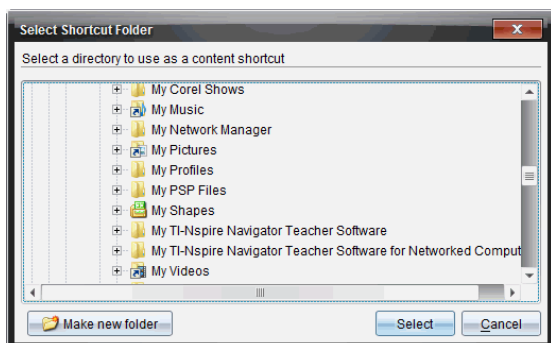 Select Shortcut Folder
Select a directory to use as a content shortcut
My Corel Shows
My Music
My Network Manager
My Pictures
My Profiles
My PSP Files
My Shapes
My TI-Nspire Navigator Teacher Software
My TI-Nspire Navigator Teacher Software for Networked Comput
My Videos
Make new folder
Select
Cancel